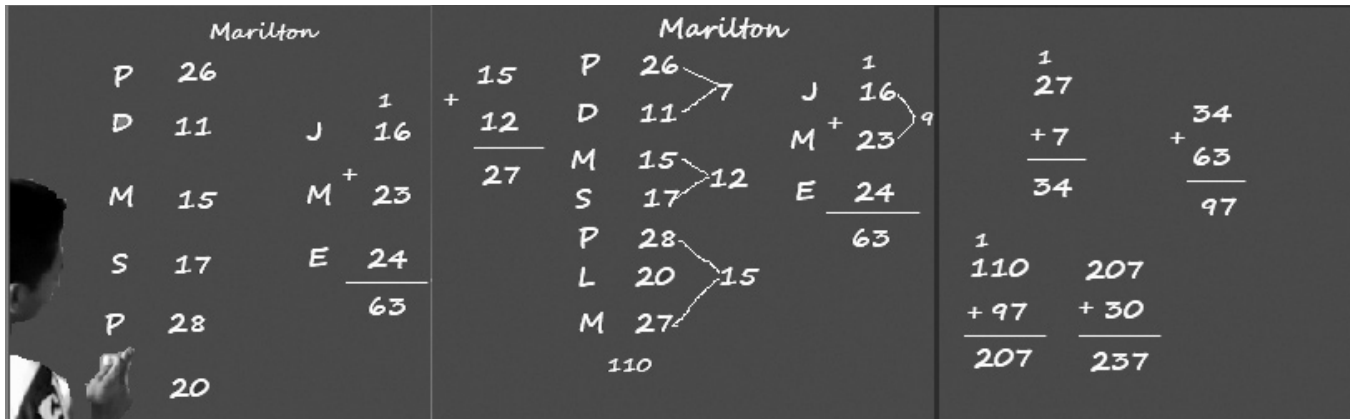 Marilton
P 26
D 11
M 15
S 17
P 28
20
1
J 16
+
M 23
E 24
63
15
+
12
27
Marilton
P 26
7
D 11
M 15
12
S 17
P 28
L 20 15
M 27
110
1
J 16
+ 9
M 23
E 24
63
1
27
+ 7
34
34
+
63
97
1
110
+ 97
207
207
+ 30
237